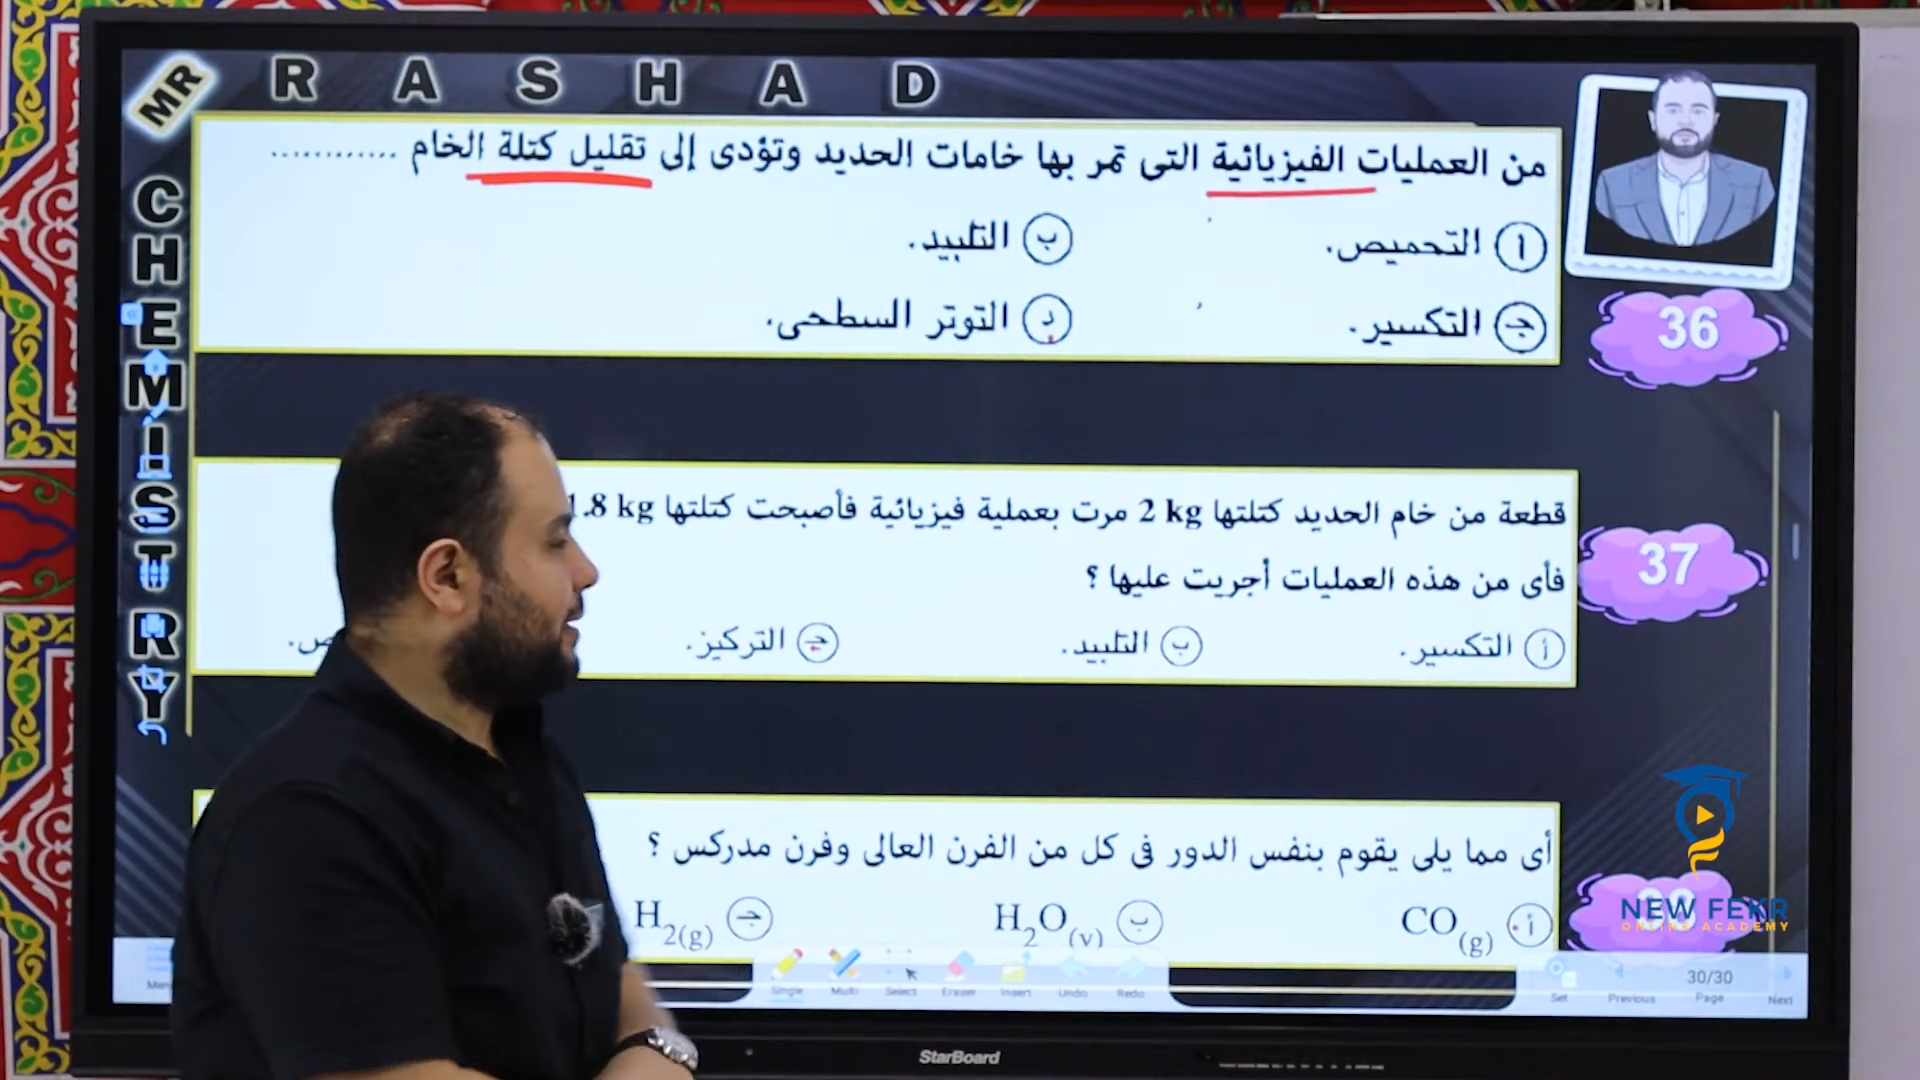 MR RASHAD
CHEMISTRY
من العمليات الفيزيائية التى تمر بها خامات الحديد وتؤدى إلى تقليل كتلة الخام ............
أ التحميص.
ب التلبيد.
جـ التكسير.
د التوتر السطحى.
36
قطعة من خام الحديد كتلتها 2 kg مرت بعملية فيزيائية فأصبحت كتلتها 1.8 kg
فأى من هذه العمليات أجريت عليها ؟
أ التكسير.
ب التلبيد.
جـ التركيز.
37
أى مما يلى يقوم بنفس الدور فى كل من الفرن العالى وفرن مدركس ؟
أ CO(g)
ب H2O(v)
جـ H2(g)
NEW FEKR
ONLINE ACADEMY
Single Multi Select Eraser Insert Undo Redo
Set Previous 30/30 Page Next
StarBoard